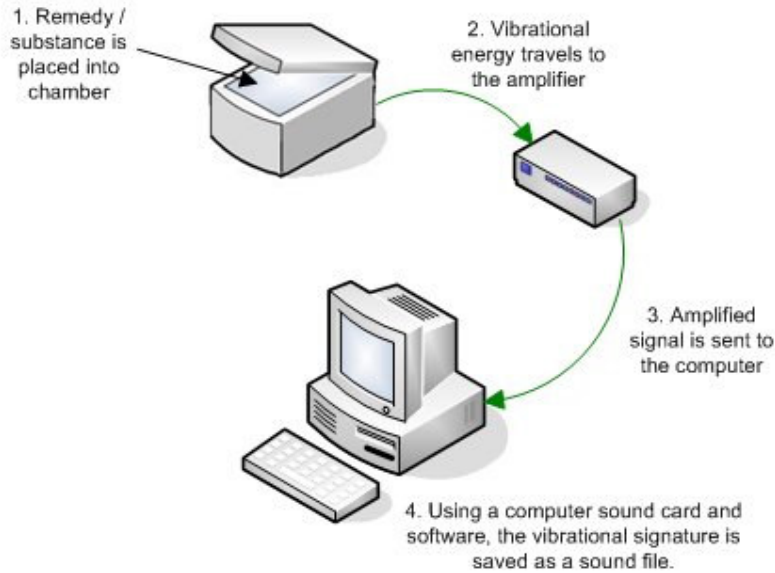 1. Remedy /
substance is
placed into
chamber
2. Vibrational
energy travels to
the amplifier
3. Amplified
signal is sent to
the computer
4. Using a computer sound card and
software, the vibrational signature is
saved as a sound file.